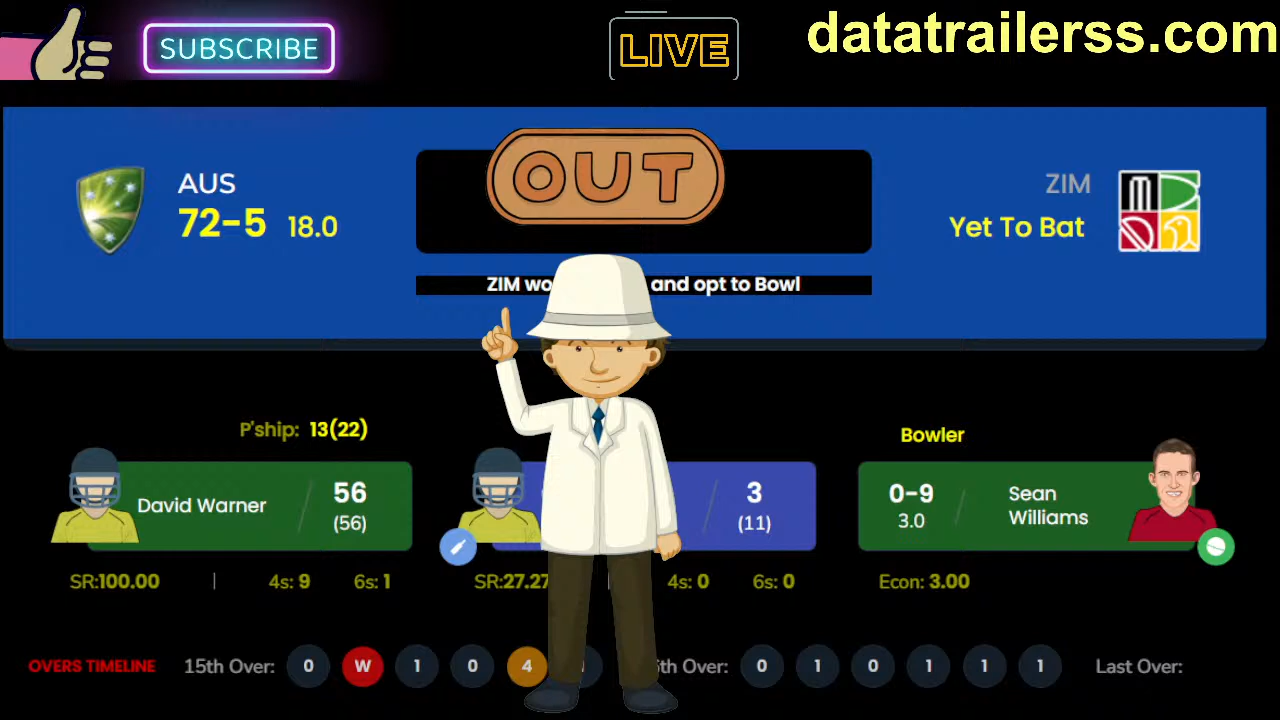 SUBSCRIBE
LIVE
datatrailerss.com
AUS
72-5 18.0
OUT
ZIM
Yet To Bat
ZIM and opt to Bowl
P'ship: 13(22)
Bowler
David Warner
56
(56)
3
(11)
0-9
3.0
Sean
Williams
SR:100.00 | 4s: 9 6s: 1
SR:27.27 4s: 0 6s: 0
Econ: 3.00
OVERS TIMELINE 15th Over: 0 W 1 0 4 Over: 0 1 0 1 1 1 Last Over: